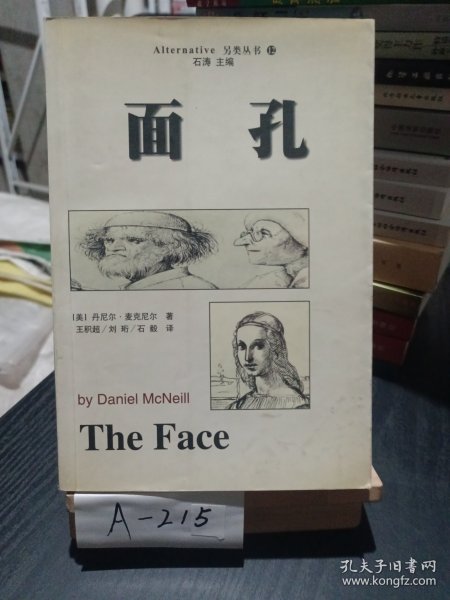 Alternative 另类丛书 12
石涛 主编
面 孔
[美] 丹尼尔·麦克尼尔 著
王积超/刘 珩/石 毅 译
by Daniel McNeill
The Face
A-215
孔夫子旧书网
www.kongfz.com